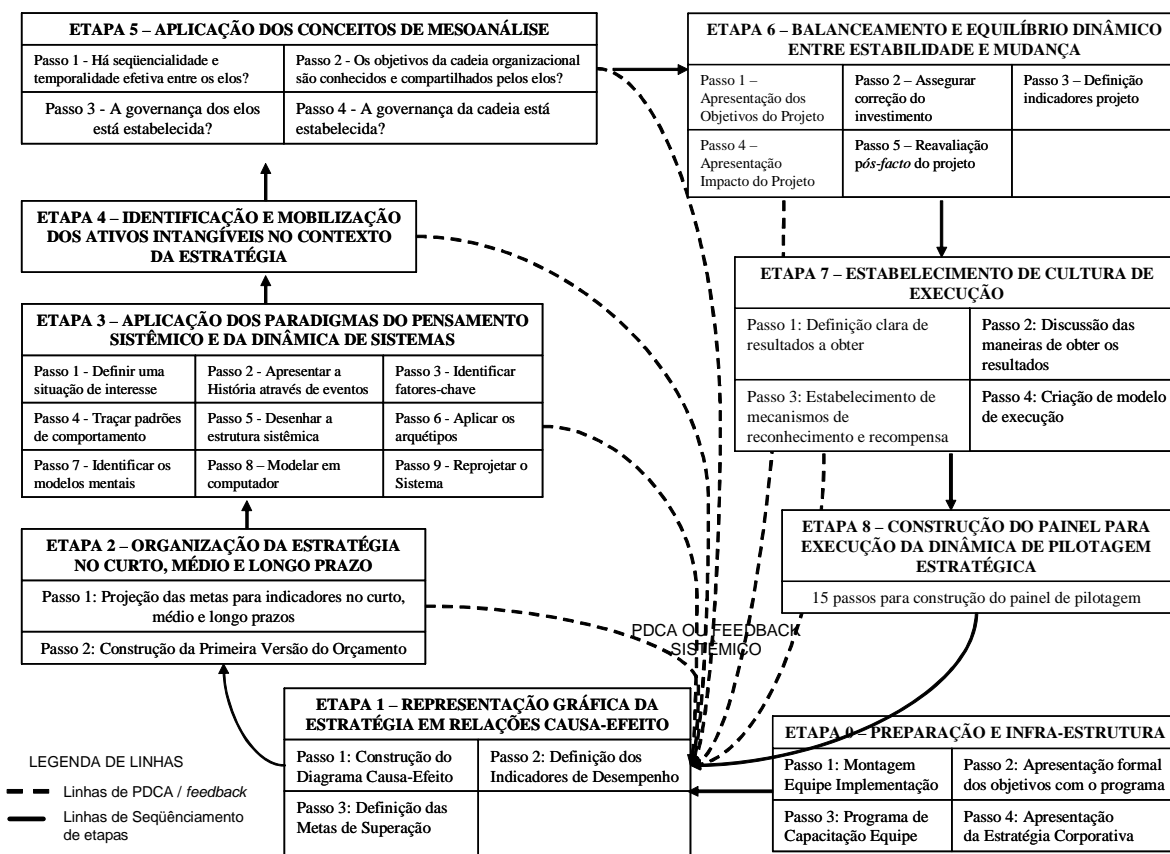 ETAPA 5 – APLICAÇÃO DOS CONCEITOS DE MESOANÁLISE
Passo 1 - Há seqüencialidade e
temporalidade efetiva entre os elos?
Passo 2 - Os objetivos da cadeia organizacional
são conhecidos e compartilhados pelos elos?
Passo 3 - A governança dos elos
está estabelecida?
Passo 4 - A governança da cadeia está
estabelecida?
ETAPA 6 – BALANCEAMENTO E EQUILÍBRIO DINÂMICO
ENTRE ESTABILIDADE E MUDANÇA
Passo 1 –
Apresentação dos
Objetivos do Projeto
Passo 2 – Assegurar
correção do
investimento
Passo 3 – Definição
indicadores projeto
Passo 4 –
Apresentação
Impacto do Projeto
Passo 5 – Reavaliação
pós-facto do projeto
ETAPA 4 – IDENTIFICAÇÃO E MOBILIZAÇÃO
DOS ATIVOS INTANGÍVEIS NO CONTEXTO
DA ESTRATÉGIA
ETAPA 7 – ESTABELECIMENTO DE CULTURA DE
EXECUÇÃO
Passo 1: Definição clara de
resultados a obter
Passo 2: Discussão das
maneiras de obter os
resultados
Passo 3: Estabelecimento de
mecanismos de
reconhecimento e recompensa
Passo 4: Criação de modelo
de execução
ETAPA 3 – APLICAÇÃO DOS PARADIGMAS DO PENSAMENTO
SISTÊMICO E DA DINÂMICA DE SISTEMAS
Passo 1 - Definir uma
situação de interesse
Passo 2 - Apresentar a
História através de eventos
Passo 3 - Identificar
fatores-chave
Passo 4 - Traçar padrões
de comportamento
Passo 5 - Desenhar a
estrutura sistêmica
Passo 6 - Aplicar os
arquétipos
Passo 7 - Identificar os
modelos mentais
Passo 8 – Modelar em
computador
Passo 9 - Reprojetar o
Sistema
ETAPA 8 – CONSTRUÇÃO DO PAINEL PARA
EXECUÇÃO DA DINÂMICA DE PILOTAGEM
ESTRATÉGICA
15 passos para construção do painel de pilotagem
ETAPA 2 – ORGANIZAÇÃO DA ESTRATÉGIA
NO CURTO, MÉDIO E LONGO PRAZO
Passo 1: Projeção das metas para indicadores no curto,
médio e longo prazos
Passo 2: Construção da Primeira Versão do Orçamento
PDCA OU FEEDBACK
SISTÊMICO
ETAPA 1 – REPRESENTAÇÃO GRÁFICA DA
ESTRATÉGIA EM RELAÇÕES CAUSA-EFEITO
Passo 1: Construção do
Diagrama Causa-Efeito
Passo 2: Definição dos
Indicadores de Desempenho
Passo 3: Definição das
Metas de Superação
ETAPA 0 – PREPARAÇÃO E INFRA-ESTRUTURA
Passo 1: Montagem
Equipe Implementação
Passo 2: Apresentação formal
dos objetivos com o programa
Passo 3: Programa de
Capacitação Equipe
Passo 4: Apresentação
da Estratégia Corporativa
LEGENDA DE LINHAS
Linhas de PDCA / feedback
Linhas de Seqüênciamento
de etapas